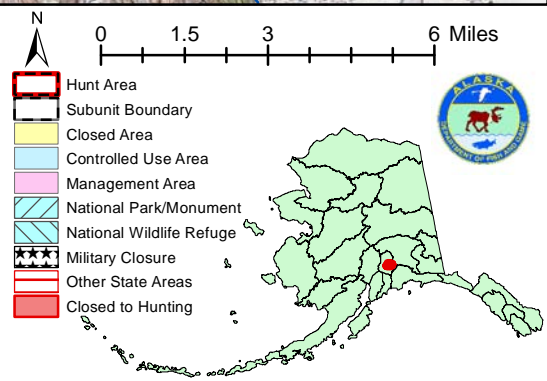 N
0 1.5 3 6 Miles
Hunt Area
Subunit Boundary
Closed Area
Controlled Use Area
Management Area
National Park/Monument
National Wildlife Refuge
Military Closure
Other State Areas
Closed to Hunting
ALASKA
DEPARTMENT OF FISH AND GAME